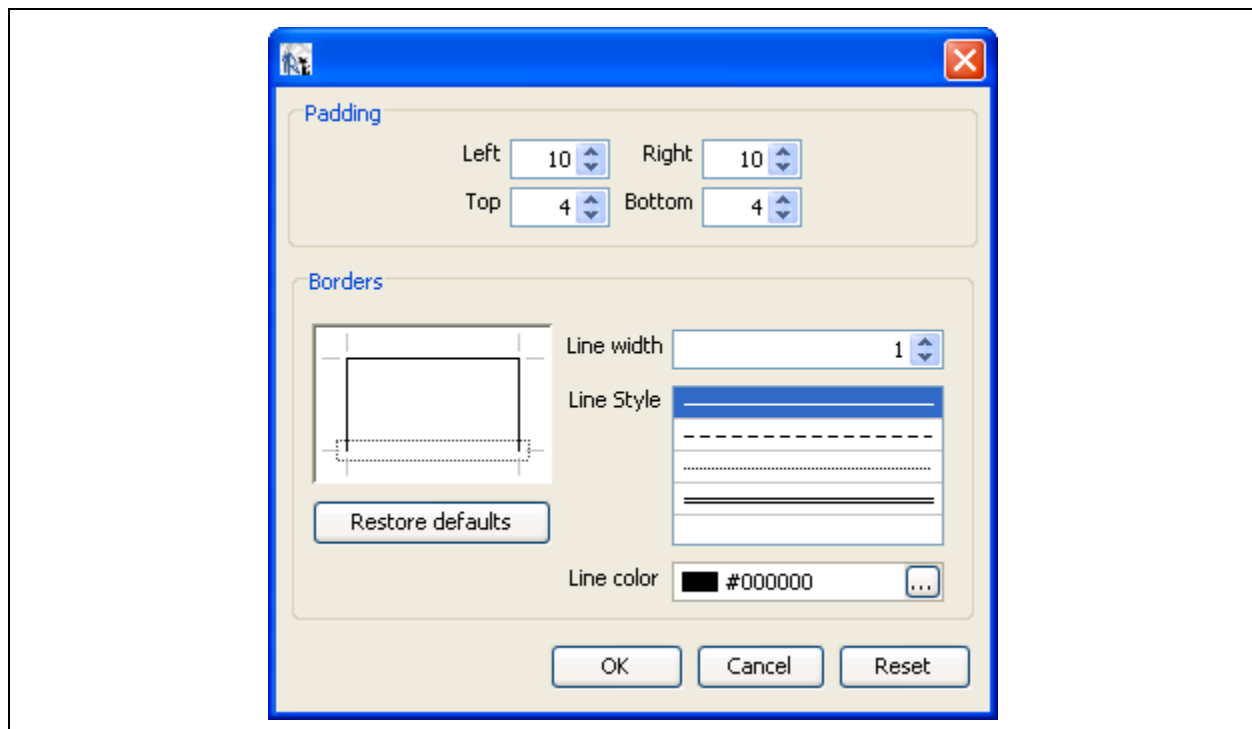 Padding
Left 10 Right 10
Top 4 Bottom 4
Borders
Line width 1
Line Style
Restore defaults
Line color #000000 ...
OK Cancel Reset